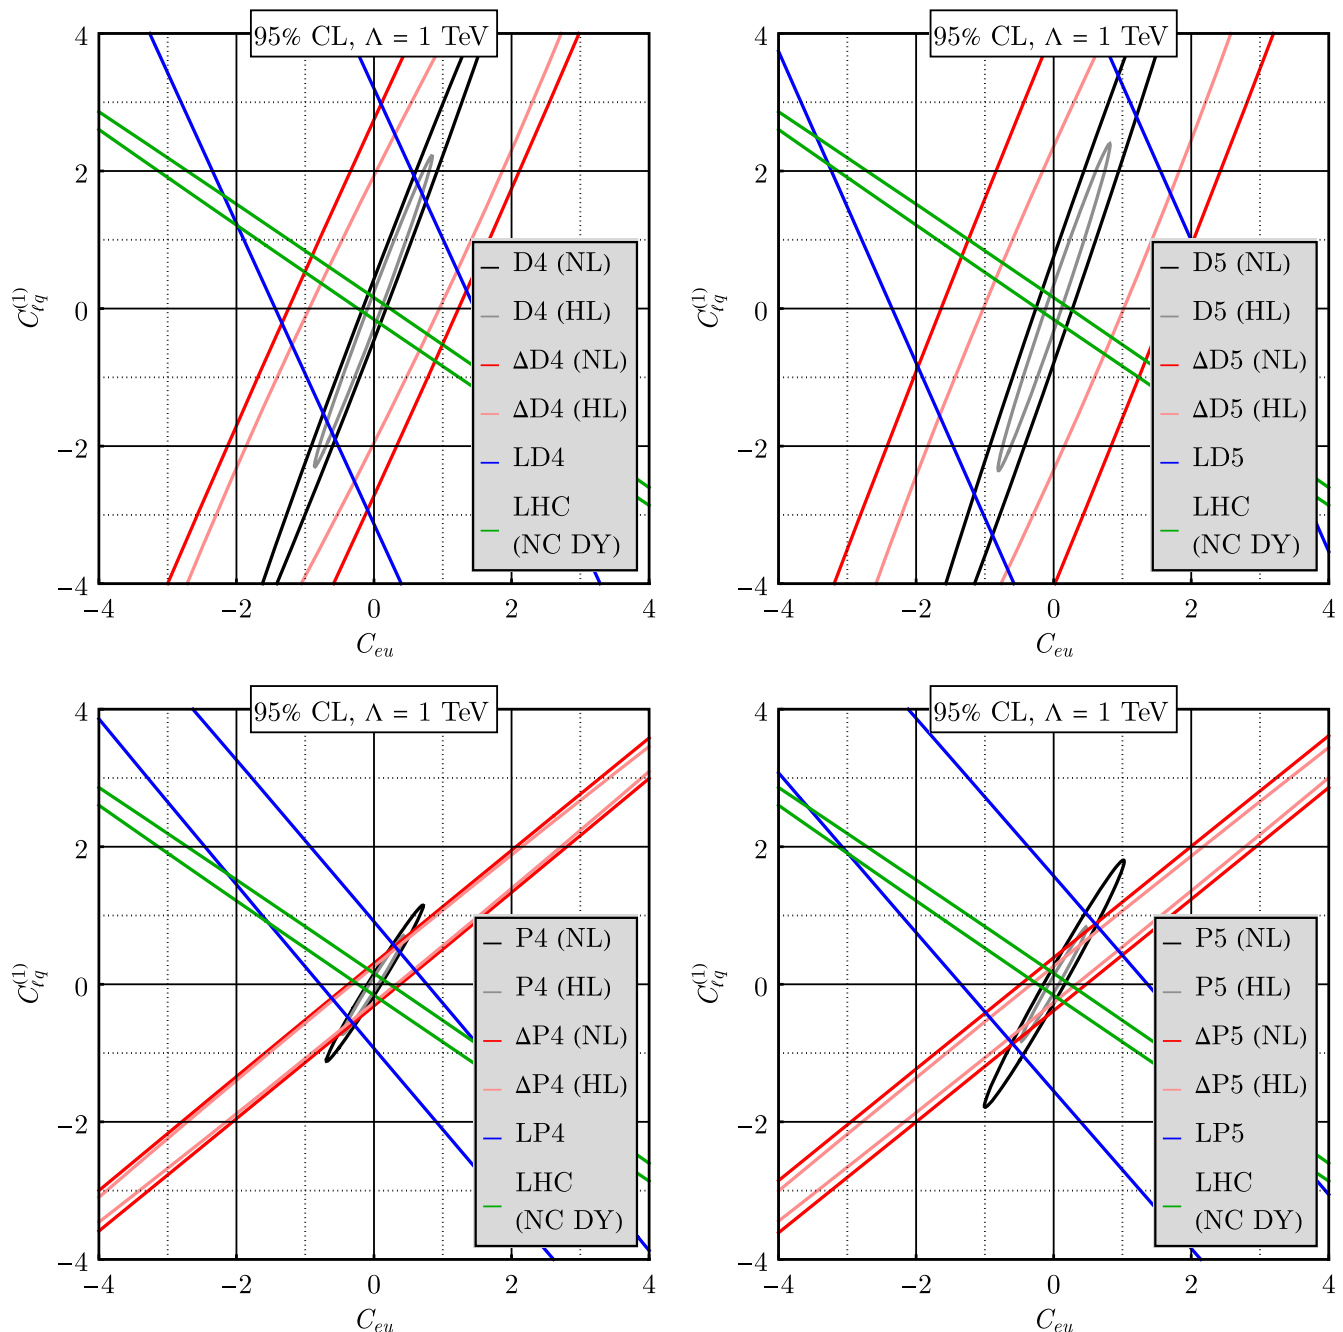 95% CL, Λ = 1 TeV
4
2
0
−2
−4
−4
−2
0
2
4
C_{ℓq}^{(1)}
C_{eu}
D4 (NL)
D4 (HL)
ΔD4 (NL)
ΔD4 (HL)
LD4
LHC
(NC DY)
95% CL, Λ = 1 TeV
4
2
0
−2
−4
−4
−2
0
2
4
C_{ℓq}^{(1)}
C_{eu}
D5 (NL)
D5 (HL)
ΔD5 (NL)
ΔD5 (HL)
LD5
LHC
(NC DY)
95% CL, Λ = 1 TeV
4
2
0
−2
−4
−4
−2
0
2
4
C_{ℓq}^{(1)}
C_{eu}
P4 (NL)
P4 (HL)
ΔP4 (NL)
ΔP4 (HL)
LP4
LHC
(NC DY)
95% CL, Λ = 1 TeV
4
2
0
−2
−4
−4
−2
0
2
4
C_{ℓq}^{(1)}
C_{eu}
P5 (NL)
P5 (HL)
ΔP5 (NL)
ΔP5 (HL)
LP5
LHC
(NC DY)